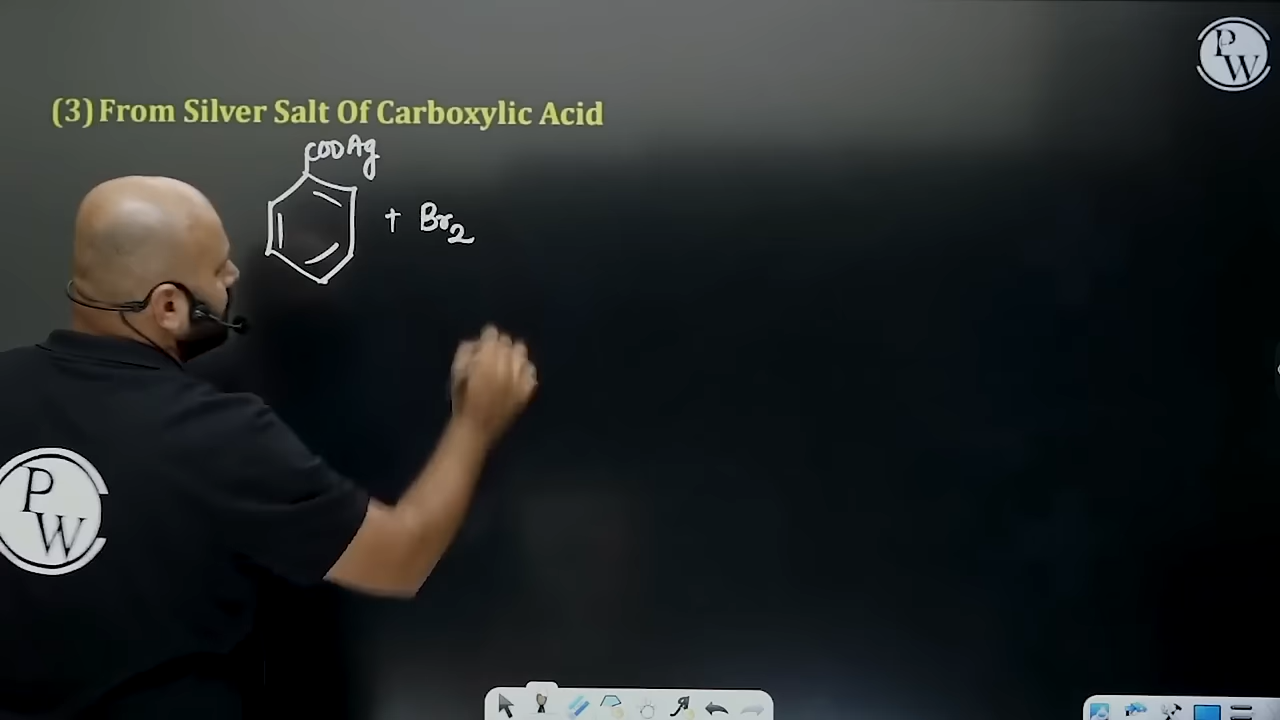 (3) From Silver Salt Of Carboxylic Acid
COOAg
+ Br2
PW
PW